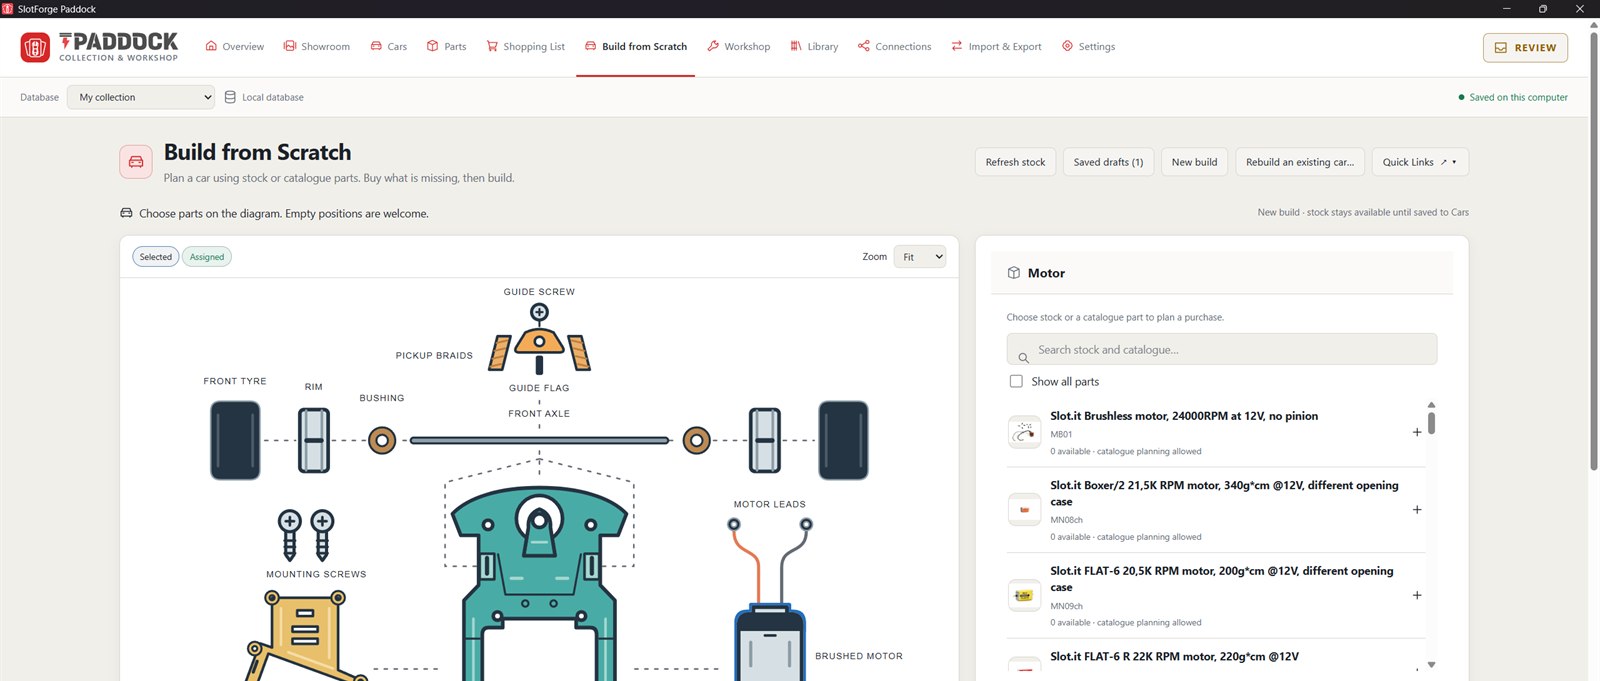 SlotForge Paddock
PADDOCK
COLLECTION & WORKSHOP
Overview
Showroom
Cars
Parts
Shopping List
Build from Scratch
Workshop
Library
Connections
Import & Export
Settings
REVIEW
Database
My collection
Local database
Saved on this computer
Build from Scratch
Plan a car using stock or catalogue parts. Buy what is missing, then build.
Refresh stock
Saved drafts (1)
New build
Rebuild an existing car...
Quick Links
Choose parts on the diagram. Empty positions are welcome.
New build · stock stays available until saved to Cars
Selected
Assigned
Zoom
Fit
GUIDE SCREW
PICKUP BRAIDS
GUIDE FLAG
FRONT TYRE
RIM
BUSHING
FRONT AXLE
MOUNTING SCREWS
MOTOR LEADS
BRUSHED MOTOR
Motor
Choose stock or a catalogue part to plan a purchase.
Search stock and catalogue...
Show all parts
Slot.it Brushless motor, 24000RPM at 12V, no pinion
MB01
0 available · catalogue planning allowed
Slot.it Boxer/2 21,5K RPM motor, 340g*cm @12V, different opening
case
MN08ch
0 available · catalogue planning allowed
Slot.it FLAT-6 20,5K RPM motor, 200g*cm @12V, different opening
case
MN09ch
0 available · catalogue planning allowed
Slot.it FLAT-6 R 22K RPM motor, 220g*cm @12V